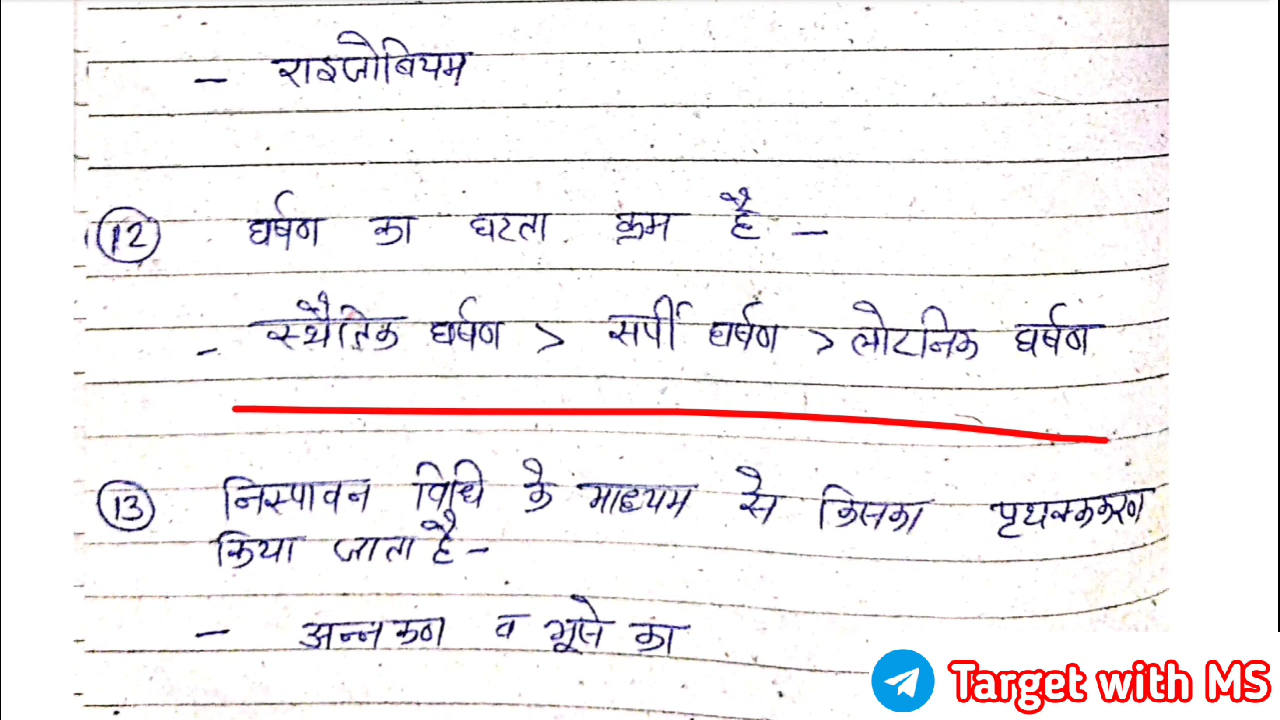 - राइजोबियम
12 घर्षण का घटता क्रम है -
- स्थैतिक घर्षण > सर्पी घर्षण > लोटनिक घर्षण
13 निस्पावन विधि के माध्यम से किसका पृथक्ककरण
किया जाता है -
- अन्नकण व भूसे का
Target with MS